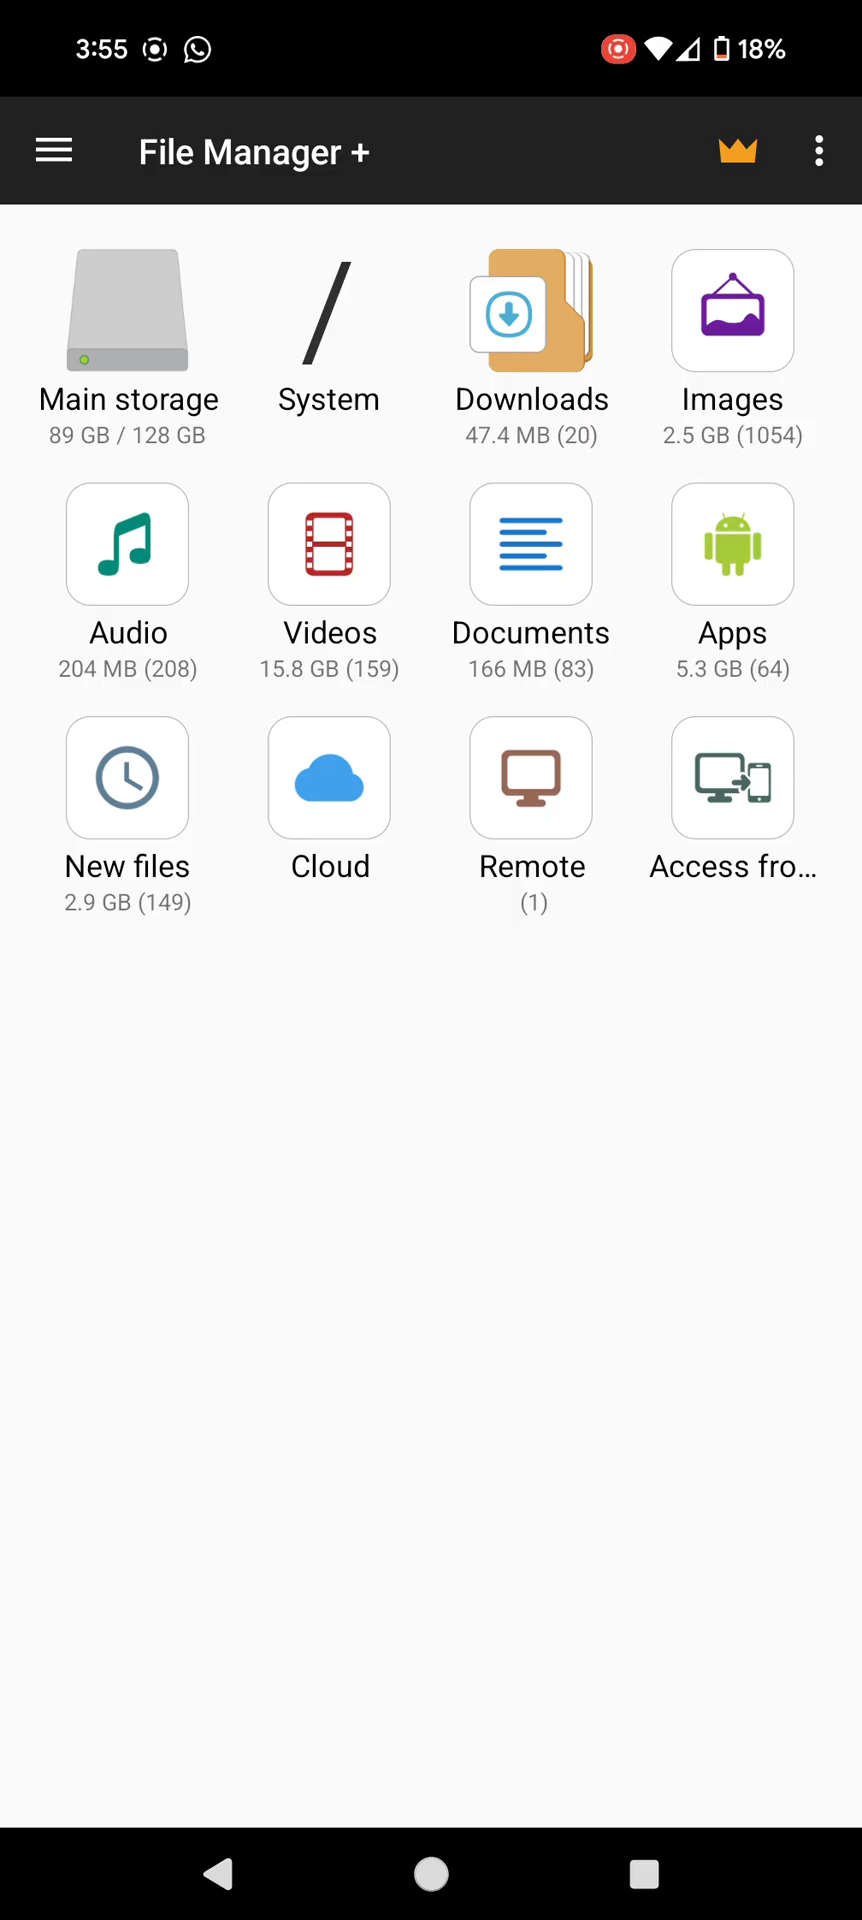 3:55
18%
File Manager +
Main storage
89 GB / 128 GB
System
Downloads
47.4 MB (20)
Images
2.5 GB (1054)
Audio
204 MB (208)
Videos
15.8 GB (159)
Documents
166 MB (83)
Apps
5.3 GB (64)
New files
2.9 GB (149)
Cloud
Remote
(1)
Access fro...